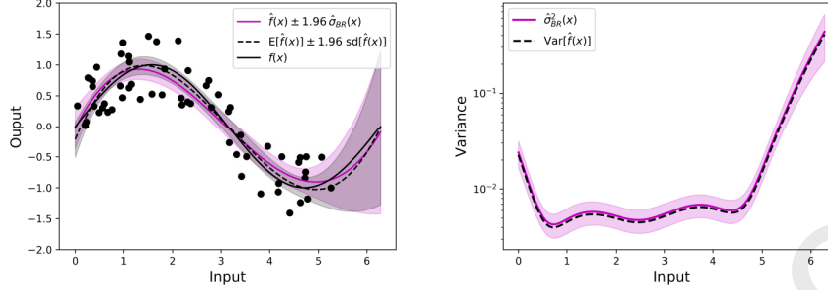 2.0
1.5
1.0
0.5
0.0
−0.5
−1.0
−1.5
−2.0
Ouput
0 1 2 3 4 5 6
Input
f̂(x) ± 1.96 σ̂_BR(x)
E[f̂(x)] ± 1.96 sd[f̂(x)]
f(x)
10⁻¹
10⁻²
Variance
0 1 2 3 4 5 6
Input
σ̂²_BR(x)
Var[f̂(x)]